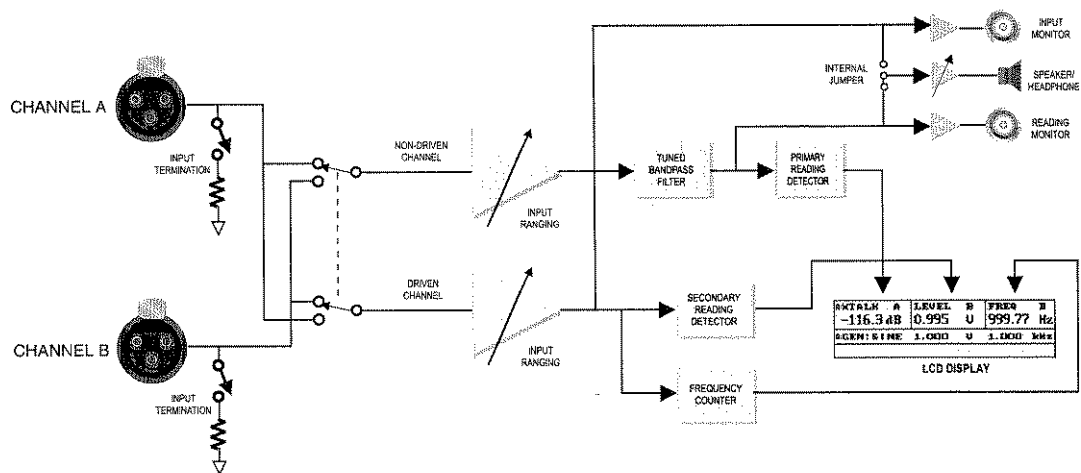 INPUT
MONITOR
INTERNAL
JUMPER
SPEAKER/
HEADPHONE
CHANNEL A
READING
MONITOR
INPUT
TERMINATION
NON-DRIVEN
CHANNEL
TUNED
BANDPASS
FILTER
PRIMARY
READING
DETECTOR
INPUT
RANGING
DRIVEN
CHANNEL
SECONDARY
READING
DETECTOR
XTALK A LEVEL B FREQ B
-116.3 dB 0.995 V 999.77 Hz
AGEN:SINE 1.000 V 1.000 kHz
LCD DISPLAY
CHANNEL B
INPUT
RANGING
INPUT
TERMINATION
FREQUENCY
COUNTER